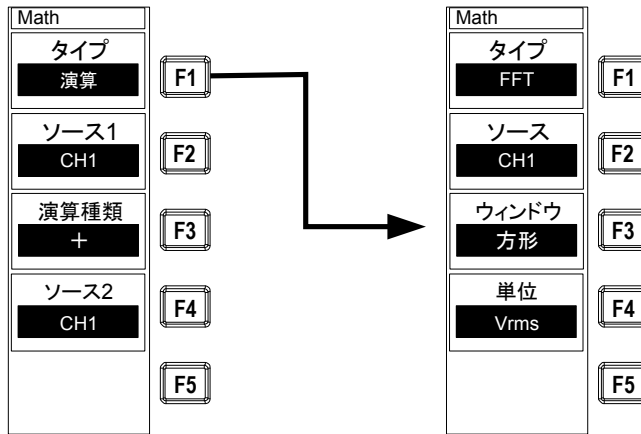 Math
タイプ
演算
F1
ソース1
CH1
F2
演算種類
＋
F3
ソース2
CH1
F4
F5
Math
タイプ
FFT
F1
ソース
CH1
F2
ウィンドウ
方形
F3
単位
Vrms
F4
F5